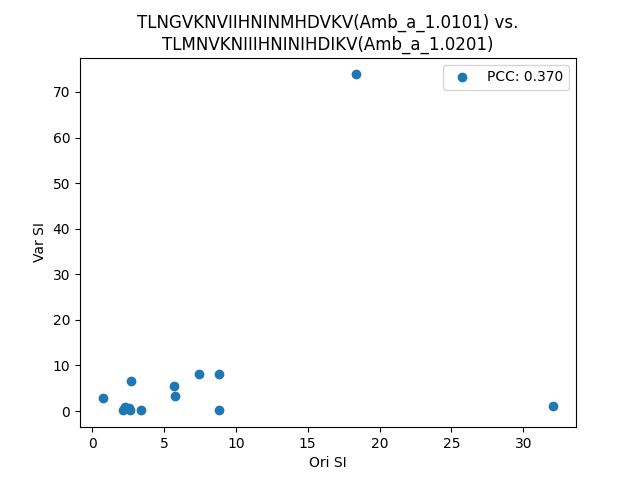 TLNGVKNVIIHNINMHDVKV(Amb_a_1.0101) vs.
TLMNVKNIIIHNINIHDIKV(Amb_a_1.0201)
PCC: 0.370
70
60
50
40
30
20
10
0
Var SI
0 5 10 15 20 25 30
Ori SI